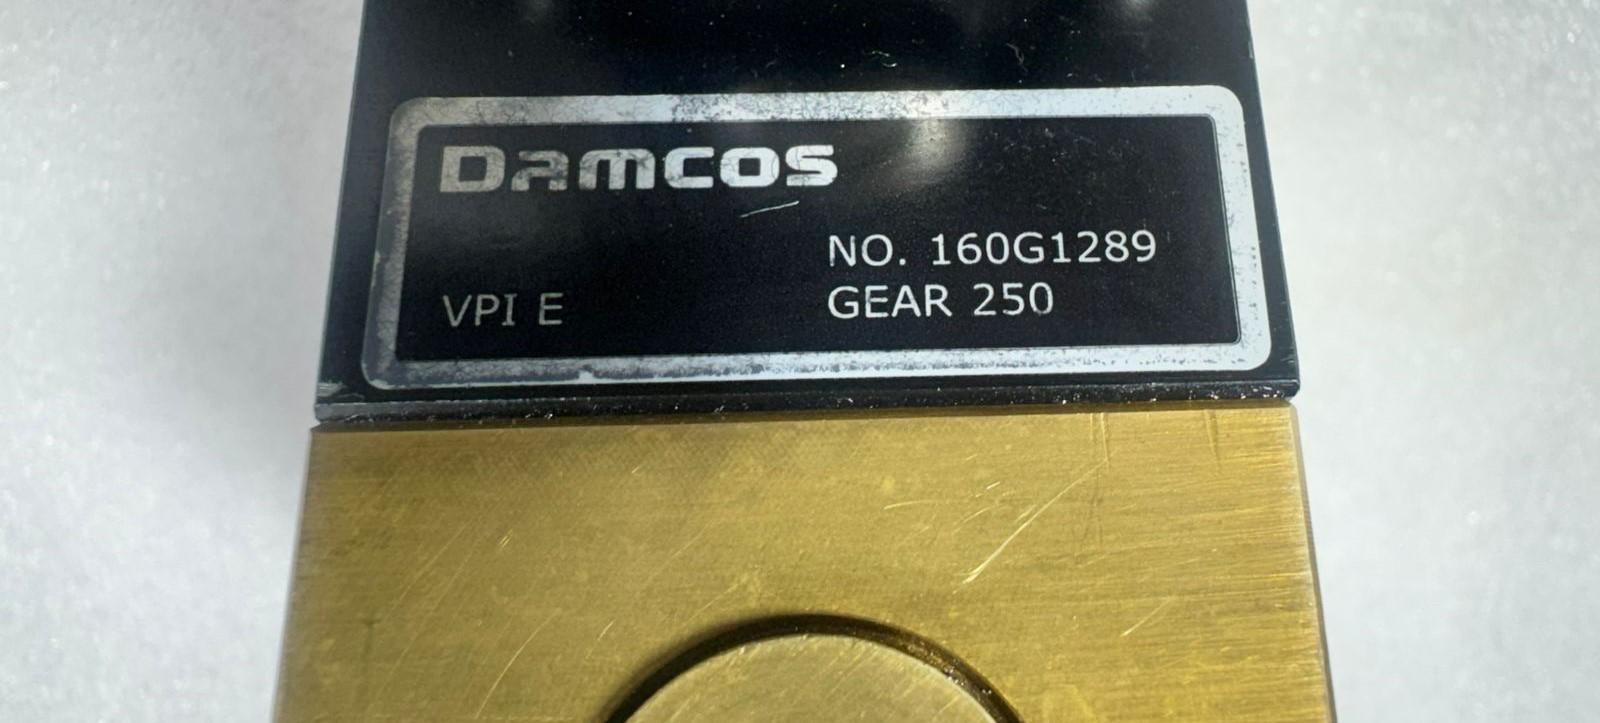 DAMCOS
NO. 160G1289
VPI E
GEAR 250